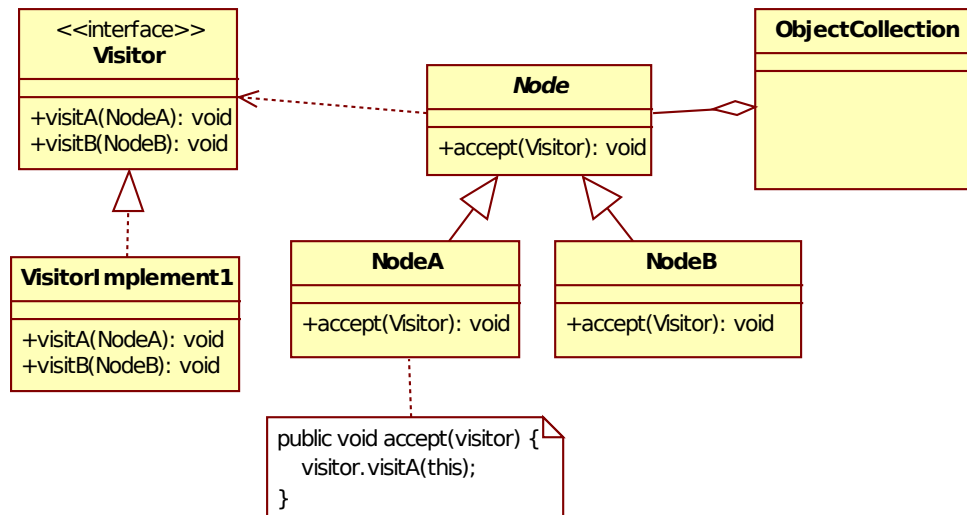 <<interface>>
Visitor
+visitA(NodeA): void
+visitB(NodeB): void
Node
+accept(Visitor): void
ObjectCollection
VisitorImplement1
+visitA(NodeA): void
+visitB(NodeB): void
NodeA
+accept(Visitor): void
NodeB
+accept(Visitor): void
public void accept(visitor) {
visitor.visitA(this);
}